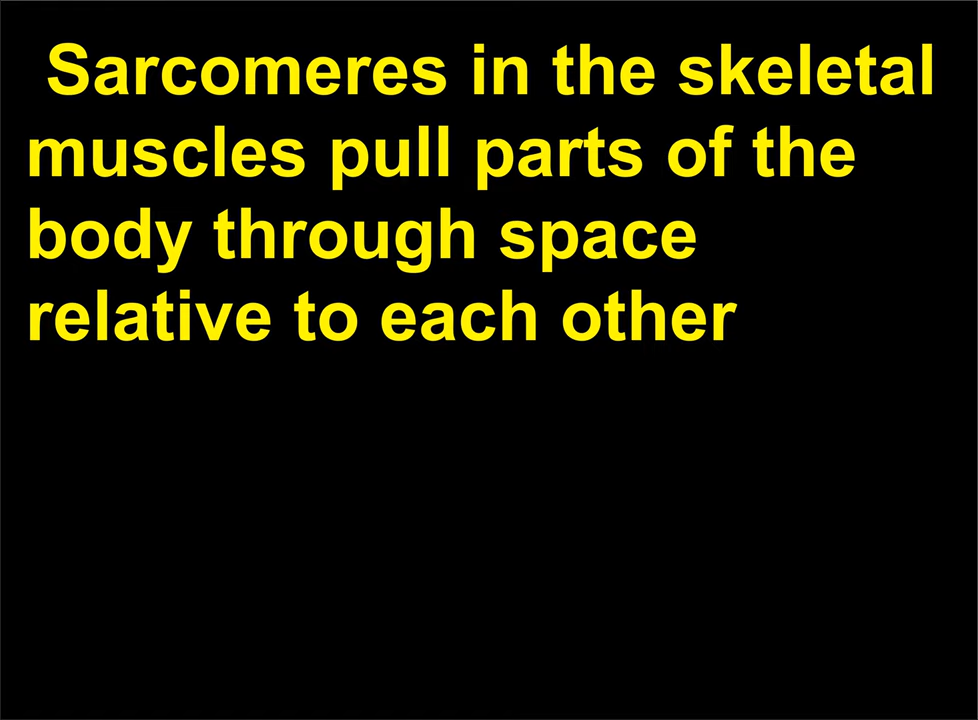 Sarcomeres in the skeletal
muscles pull parts of the
body through space
relative to each other